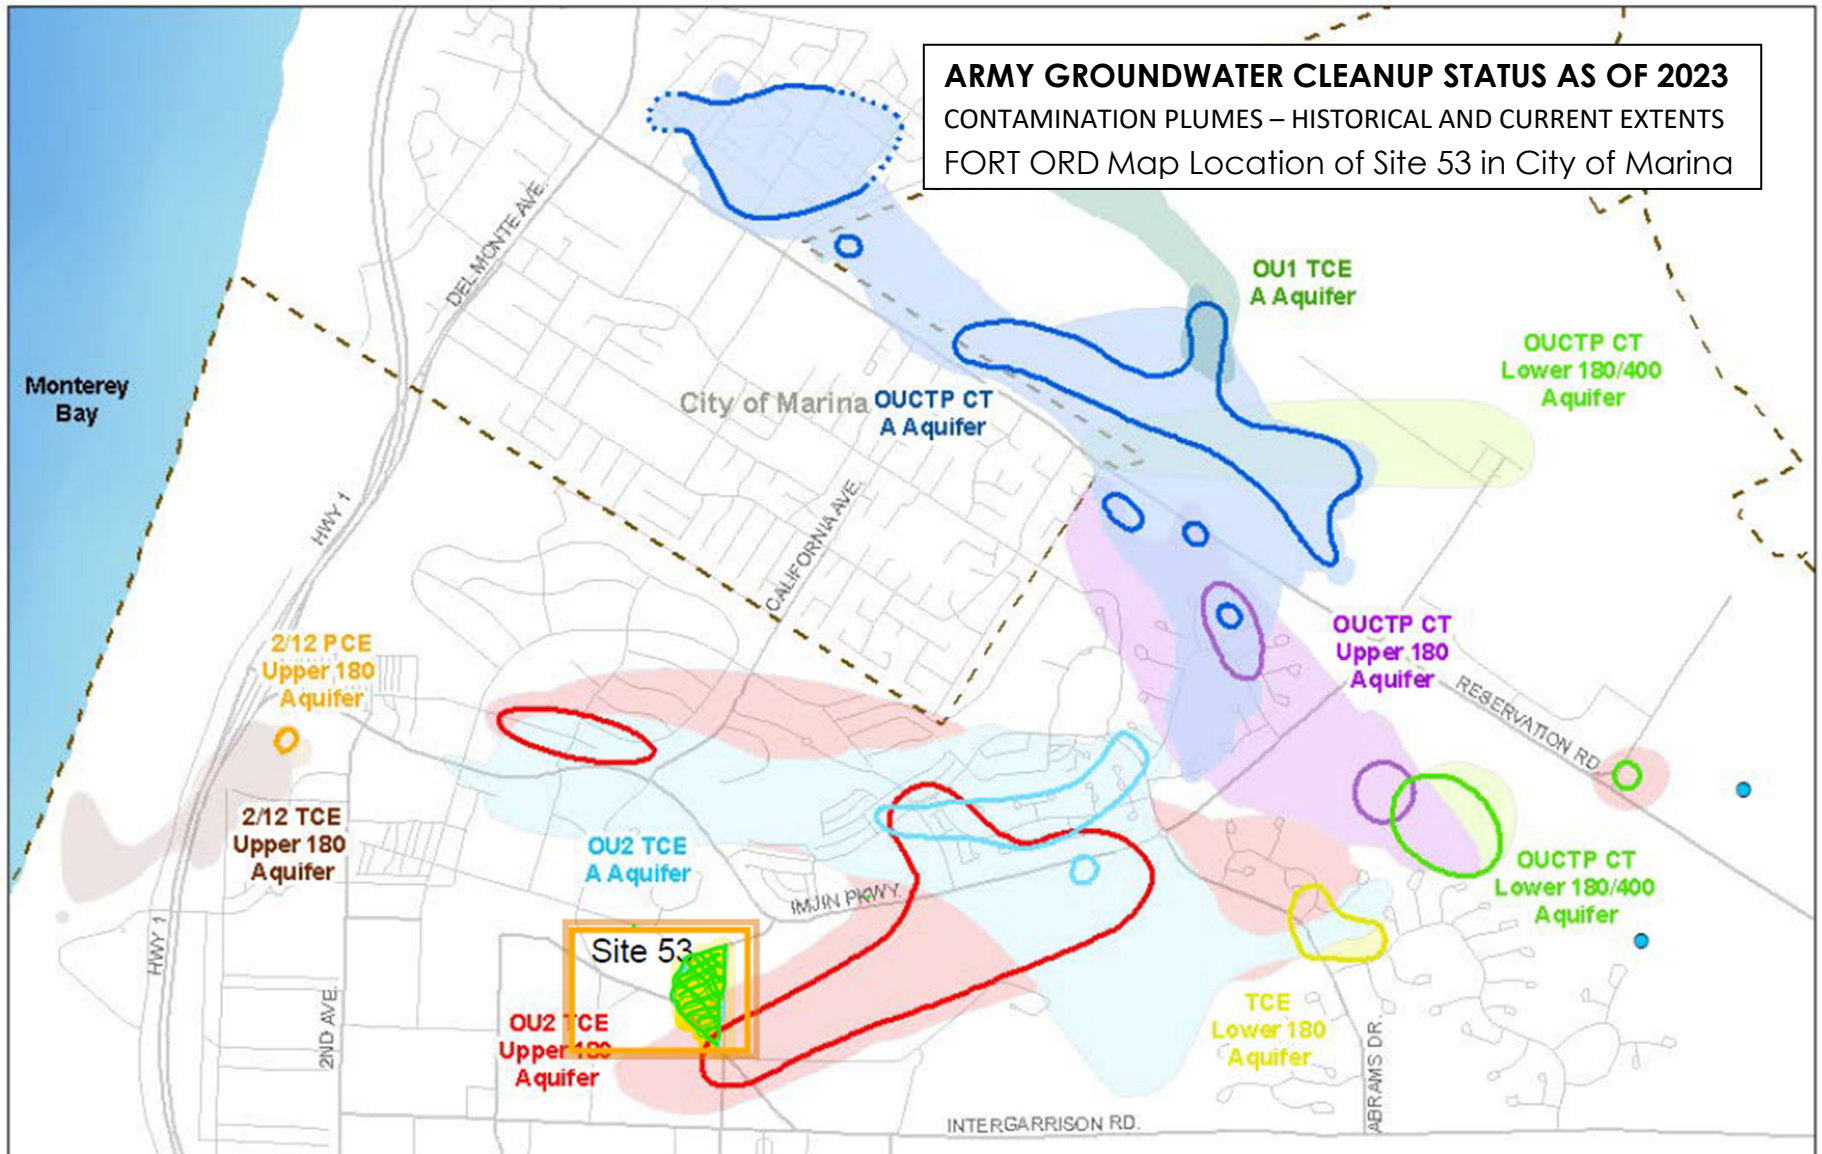 ARMY GROUNDWATER CLEANUP STATUS AS OF 2023
CONTAMINATION PLUMES – HISTORICAL AND CURRENT EXTENTS
FORT ORD Map Location of Site 53 in City of Marina
DEL MONTE AVE.
OU1 TCE
A Aquifer
OUCTP CT
Lower 180/400
Aquifer
Monterey
Bay
City of Marina
OUCTP CT
A Aquifer
HWY 1
CALIFORNIA AVE.
2/12 PCE
Upper 180
Aquifer
OUCTP CT
Upper 180
Aquifer
RESERVATION RD.
2/12 TCE
Upper 180
Aquifer
OU2 TCE
A Aquifer
OUCTP CT
Lower 180/400
Aquifer
IMJIN PKWY.
HWY 1
Site 53
2ND AVE.
OU2 TCE
Upper 180
Aquifer
TCE
Lower 180
Aquifer
ABRAMS DR.
INTERGARRISON RD.